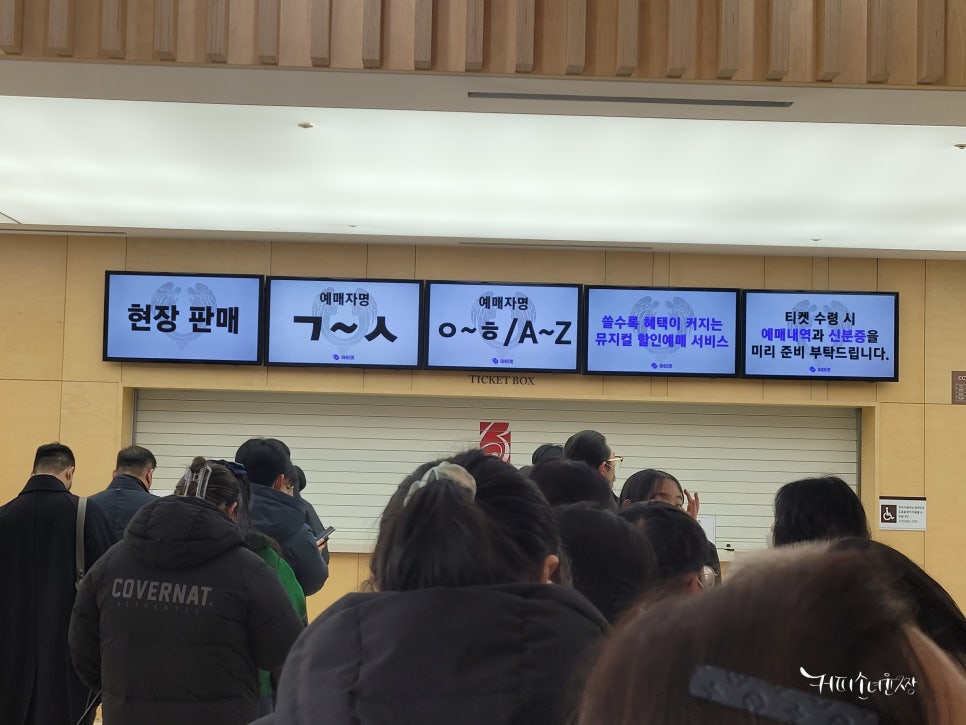 현장 판매
예매자명
ㄱ~ㅅ
예매자명
ㅇ~ㅎ/A~Z
쓸수록 혜택이 커지는
뮤지컬 할인예매 서비스
티켓 수령 시
예매내역과 신분증을
미리 준비 부탁드립니다.
TICKET BOX
COVERNAT
AUTHENTIC
커피소녀윤장